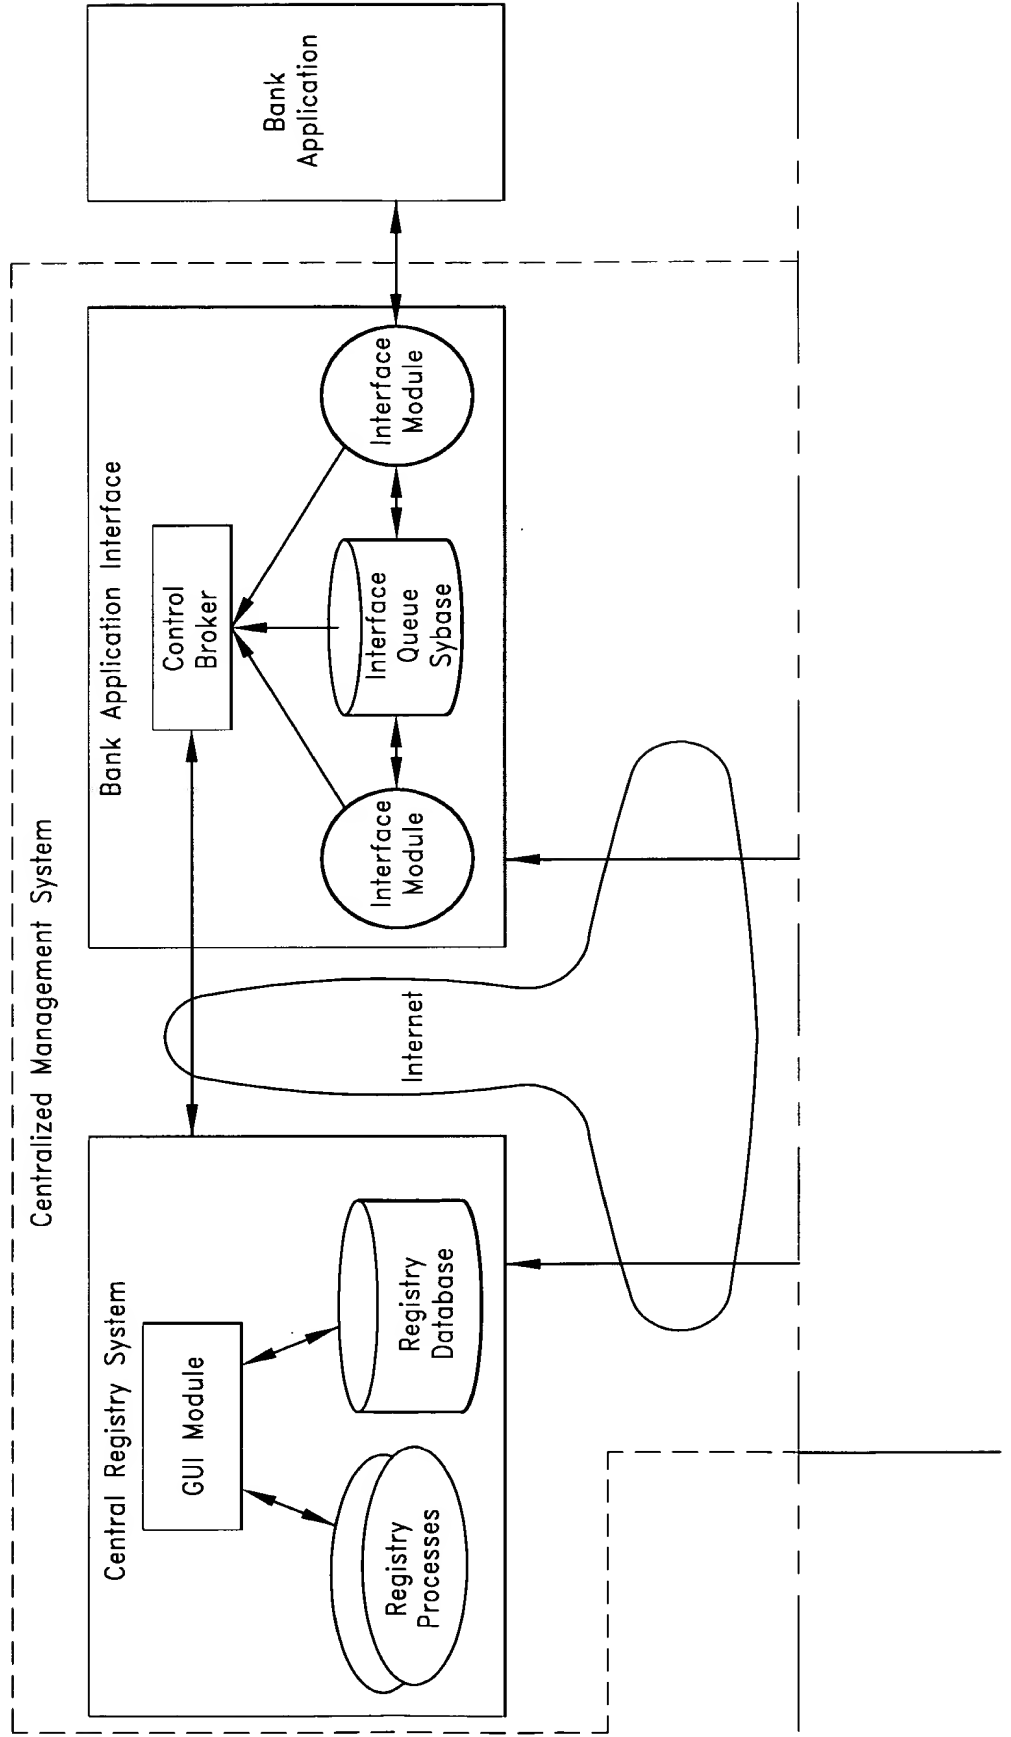 Centralized Management System
Central Registry System
GUI Module
Registry
Processes
Registry
Database
Internet
Bank Application Interface
Control
Broker
Interface
Module
Interface
Queue
Sybase
Interface
Module
Bank
Application